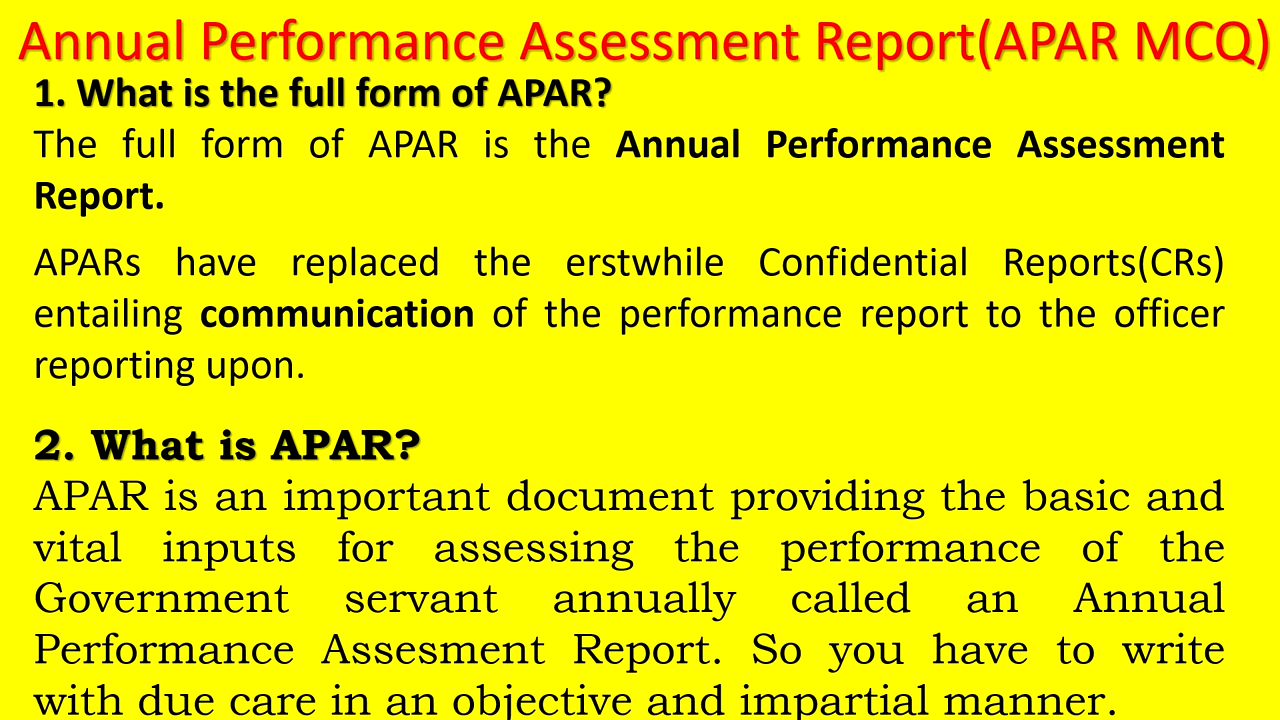 Annual Performance Assessment Report(APAR MCQ)
1. What is the full form of APAR?
The full form of APAR is the Annual Performance Assessment
Report.
APARs have replaced the erstwhile Confidential Reports(CRs)
entailing communication of the performance report to the officer
reporting upon.
2. What is APAR?
APAR is an important document providing the basic and
vital inputs for assessing the performance of the
Government servant annually called an Annual
Performance Assesment Report. So you have to write
with due care in an objective and impartial manner.